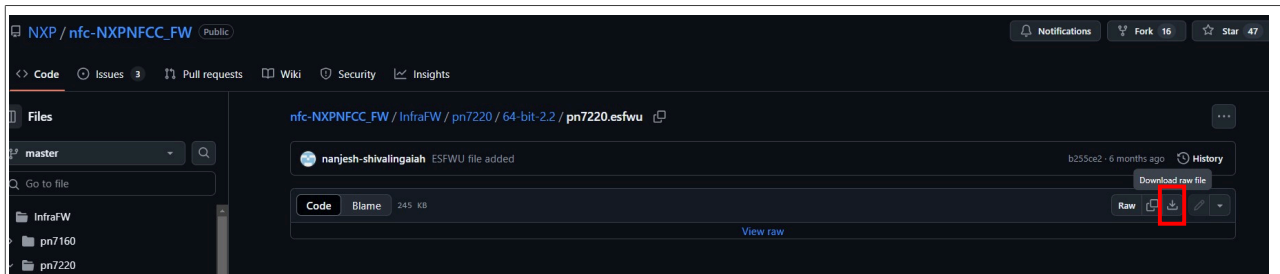 NXP / nfc-NXPNFCC_FW Public Notifications Fork 16 Star 47
<> Code Issues 3 Pull requests Wiki Security Insights
Files nfc-NXPNFCC_FW / InfraFW / pn7220 / 64-bit-2.2 / pn7220.esfwu
master nanjesh-shivalingaiah ESFWU file added b255ce2 · 6 months ago History
Download raw file
Go to file
Code Blame 245 KB Raw
InfraFW
View raw
pn7160
pn7220